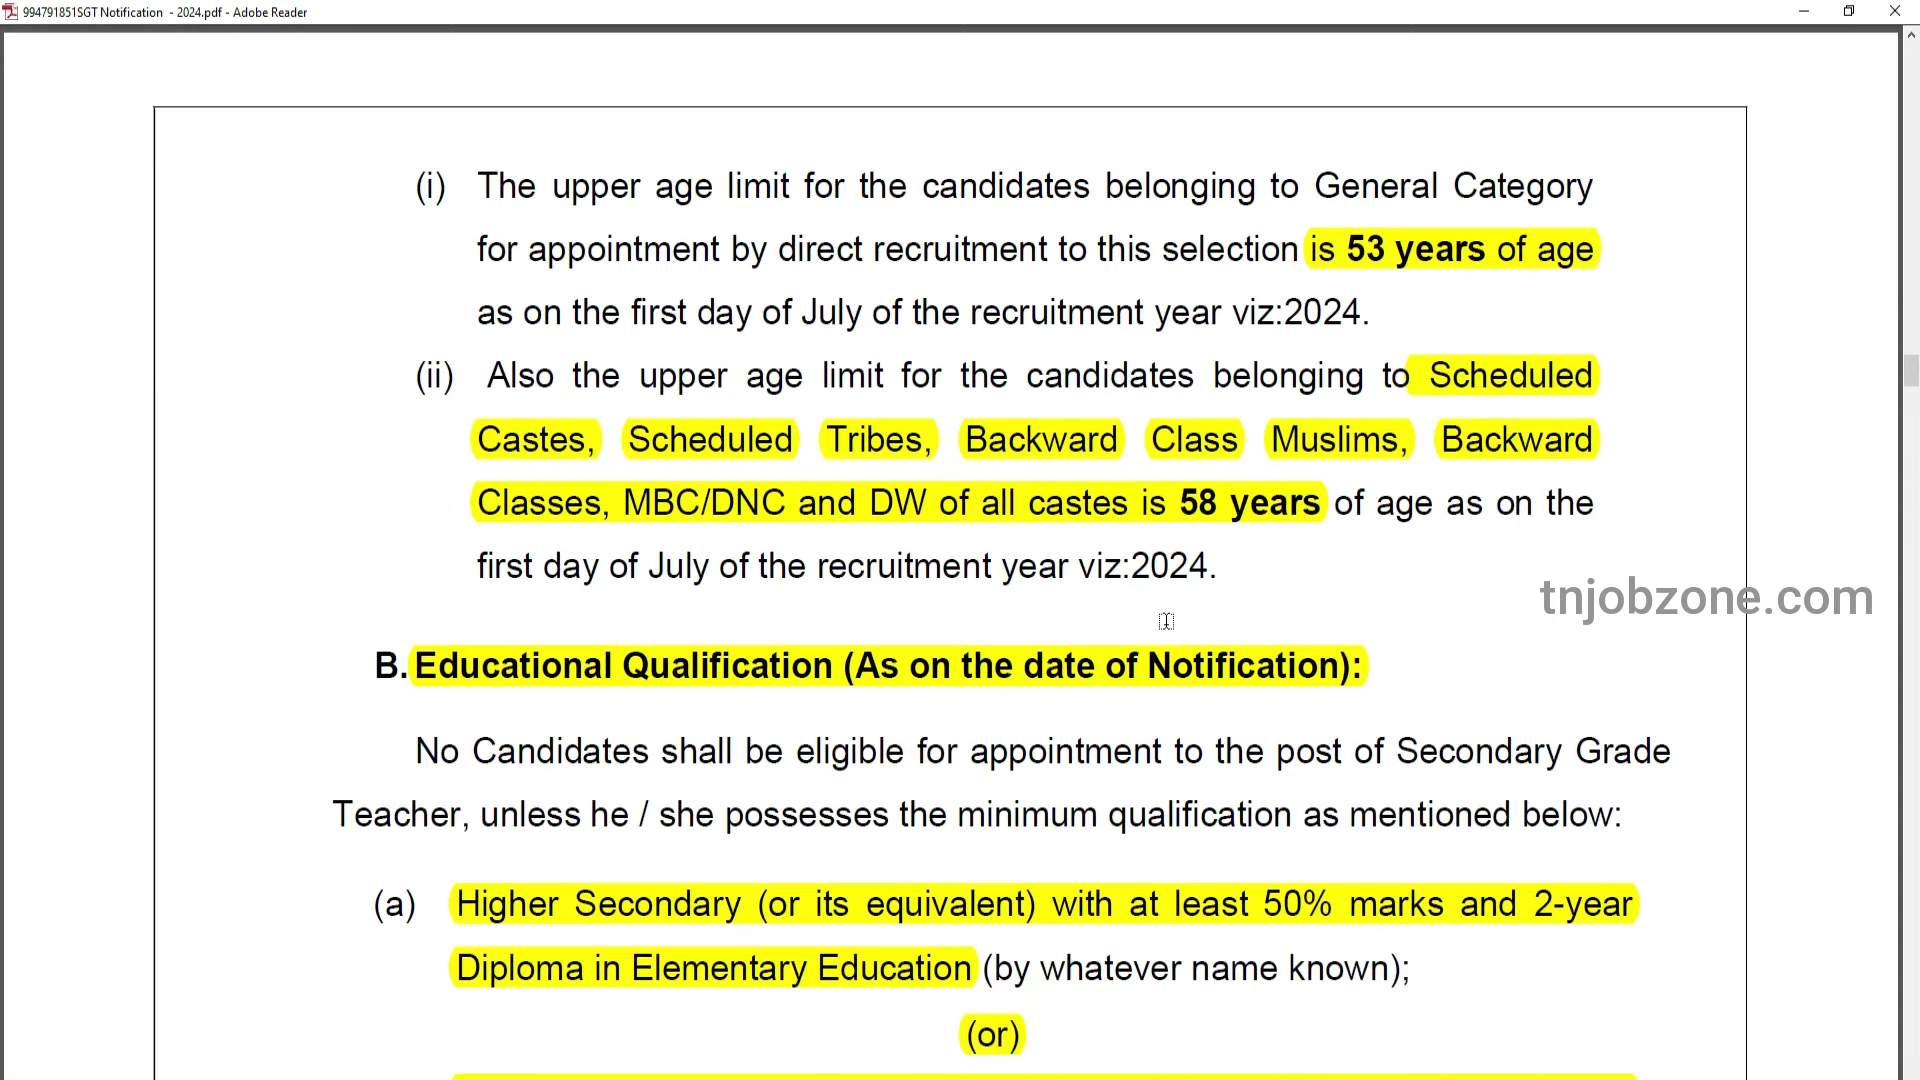 994791851SGT Notification - 2024.pdf - Adobe Reader
(i) The upper age limit for the candidates belonging to General Category
for appointment by direct recruitment to this selection is 53 years of age
as on the first day of July of the recruitment year viz:2024.
(ii) Also the upper age limit for the candidates belonging to Scheduled
Castes, Scheduled Tribes, Backward Class Muslims, Backward
Classes, MBC/DNC and DW of all castes is 58 years of age as on the
first day of July of the recruitment year viz:2024.
tnjobzone.com
B. Educational Qualification (As on the date of Notification):
No Candidates shall be eligible for appointment to the post of Secondary Grade
Teacher, unless he / she possesses the minimum qualification as mentioned below:
(a) Higher Secondary (or its equivalent) with at least 50% marks and 2-year
Diploma in Elementary Education (by whatever name known);
(or)